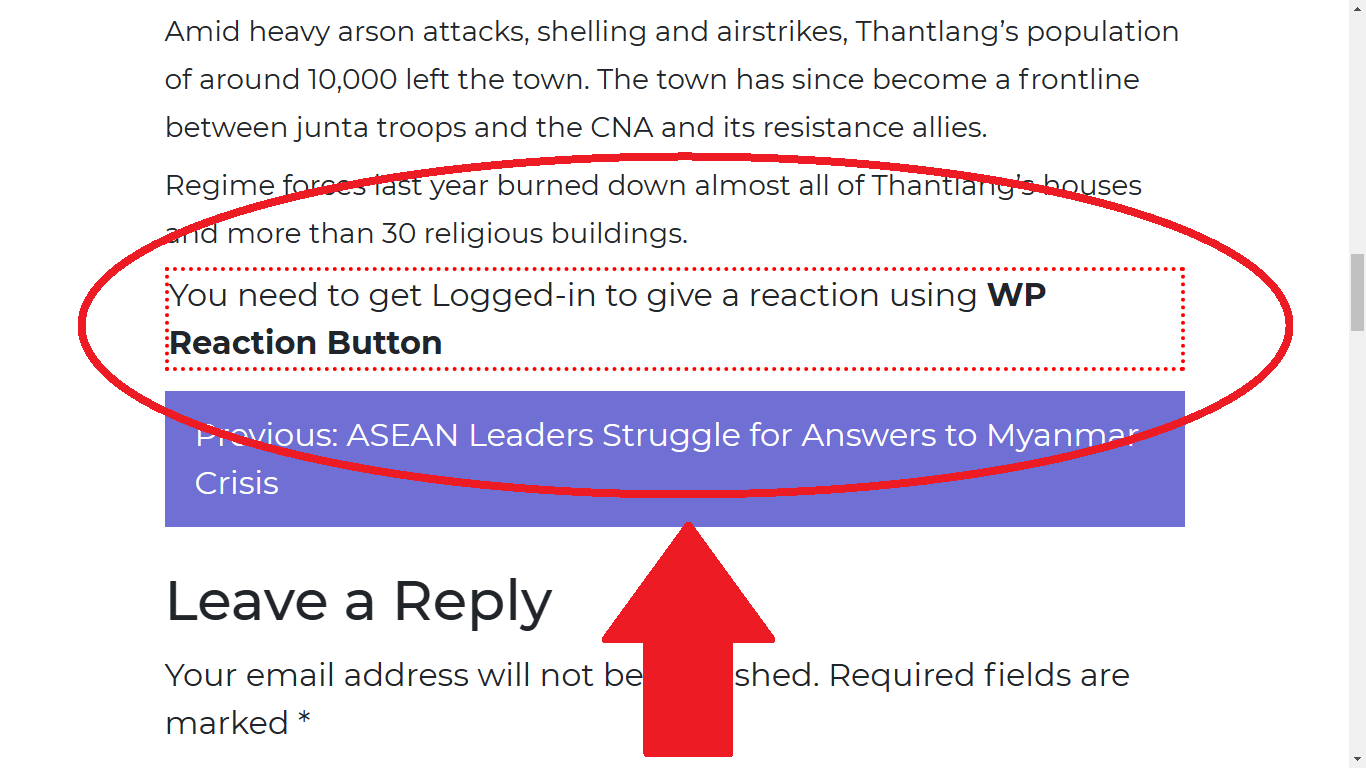 Amid heavy arson attacks, shelling and airstrikes, Thantlang’s population
of around 10,000 left the town. The town has since become a frontline
between junta troops and the CNA and its resistance allies.
Regime forces last year burned down almost all of Thantlang’s houses
and more than 30 religious buildings.
You need to get Logged-in to give a reaction using WP
Reaction Button
Previous: ASEAN Leaders Struggle for Answers to Myanmar
Crisis
Leave a Reply
Your email address will not be shed. Required fields are
marked *